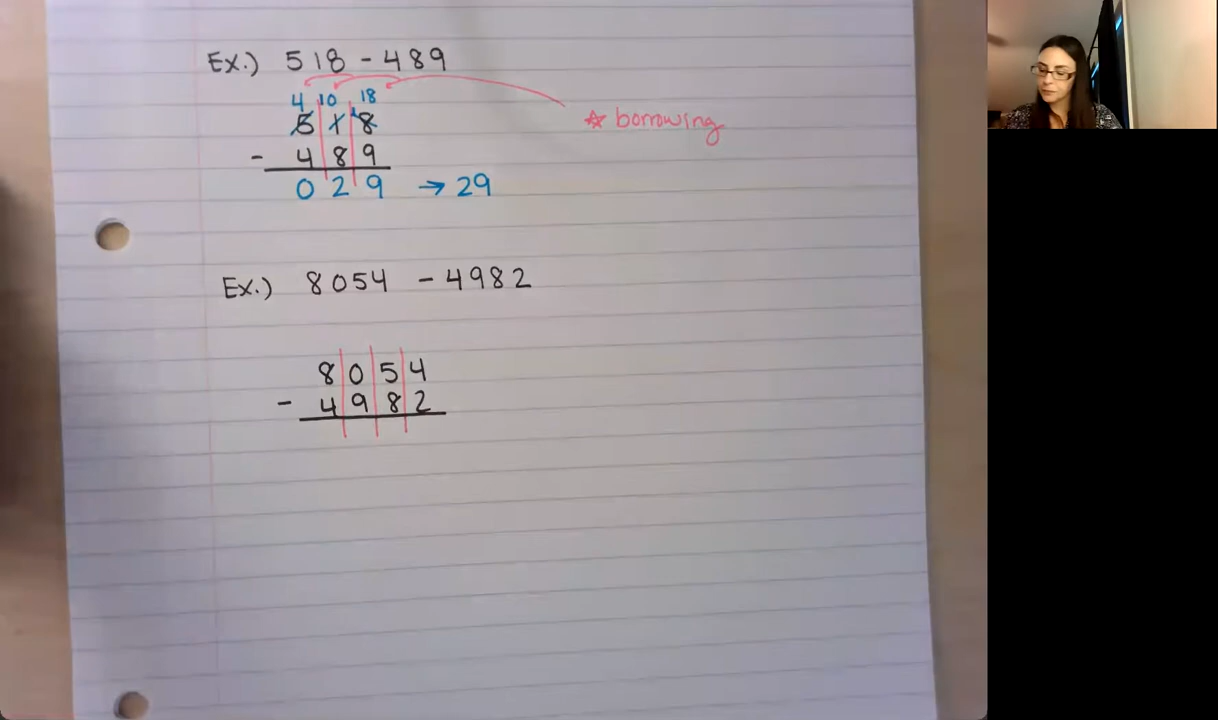 Ex.) 518 - 489
4 10 18
5 1 8
★ borrowing
- 4 8 9
0 2 9 → 29
Ex.) 8054 - 4982
8 0 5 4
- 4 9 8 2